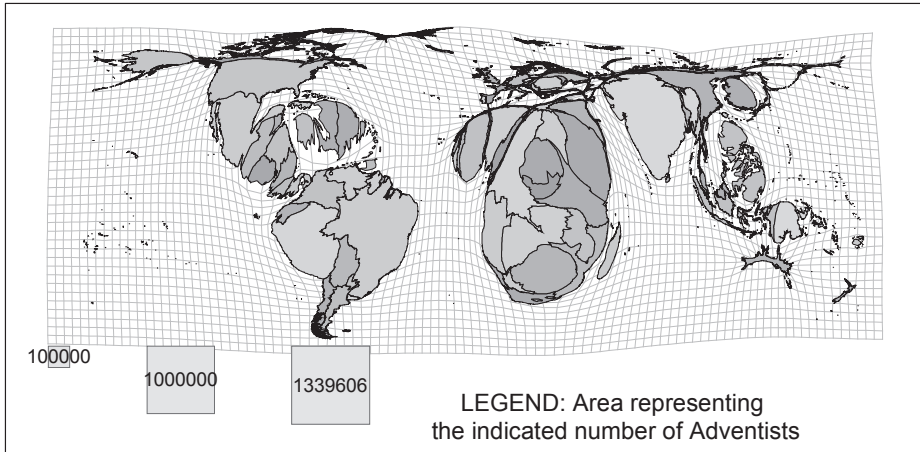 100000
1000000
1339606
LEGEND: Area representing
the indicated number of Adventists